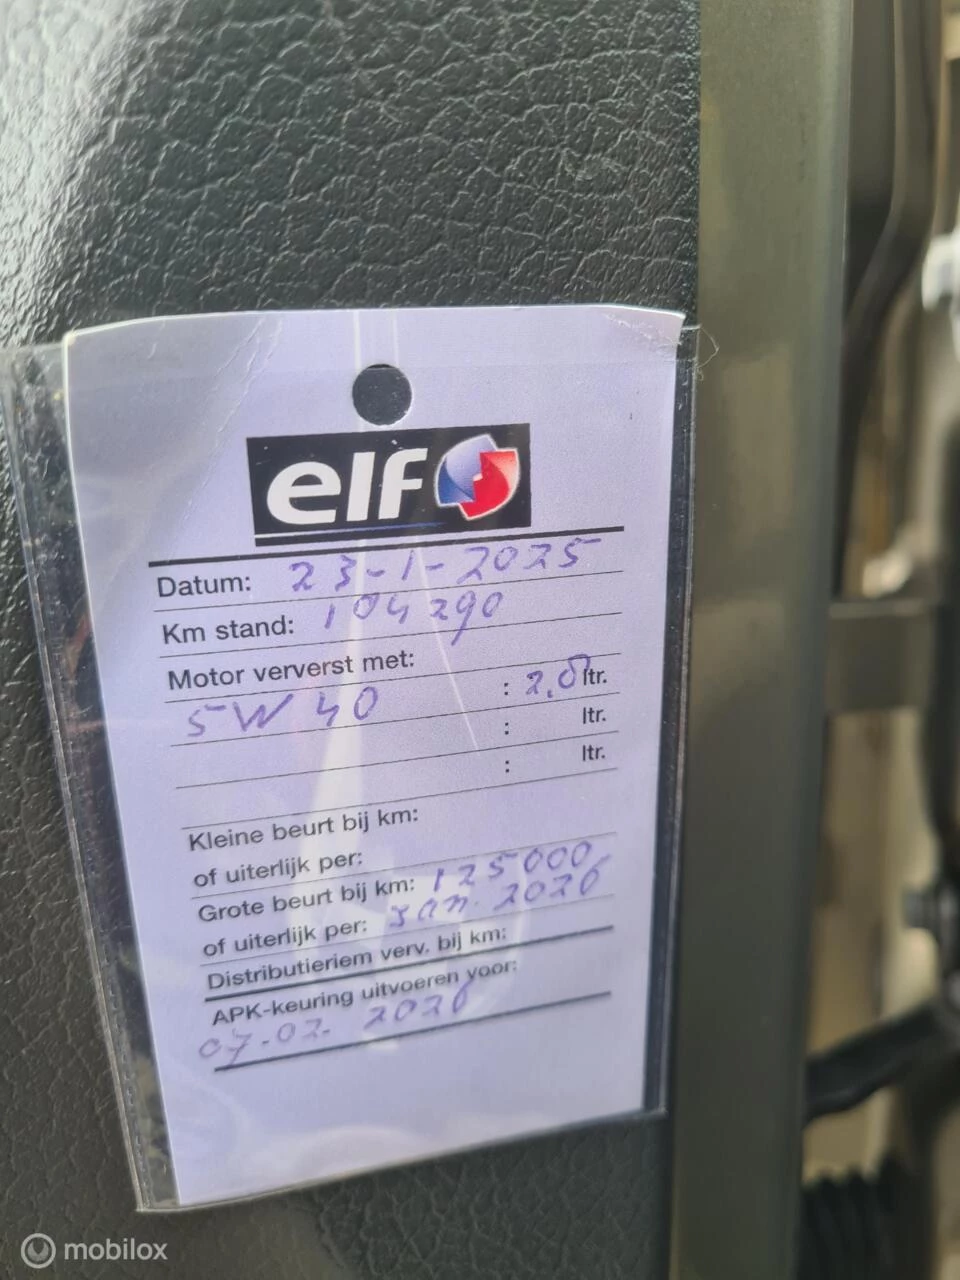 elf
Datum: 23-1-2025
Km stand: 104290
Motor ververst met:
5W40 : 2.0 ltr.
: ltr.
: ltr.
Kleine beurt bij km:
of uiterlijk per:
Grote beurt bij km: 125000
of uiterlijk per: Jan. 2026
Distributieriem verv. bij km:
APK-keuring uitvoeren voor:
07-02-2026
mobilox